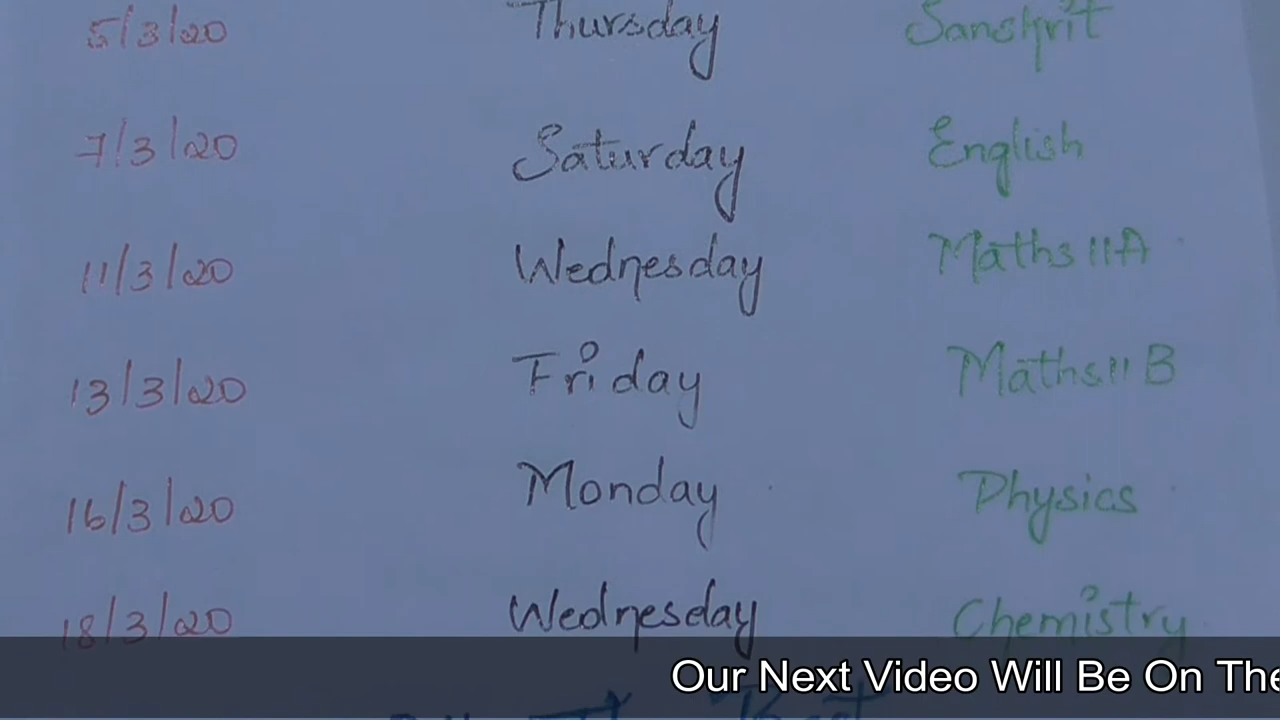 5/3/20 Thursday Sanskrit
7/3/20 Saturday English
11/3/20 Wednesday Maths IIA
13/3/20 Friday Maths II B
16/3/20 Monday Physics
18/3/20 Wednesday Chemistry
Our Next Video Will Be On The